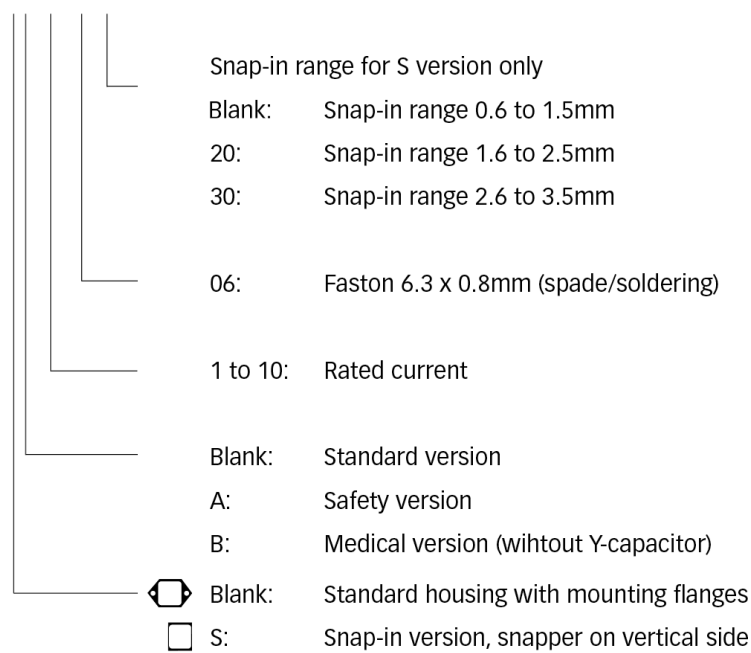 Snap-in range for S version only
Blank: Snap-in range 0.6 to 1.5mm
20: Snap-in range 1.6 to 2.5mm
30: Snap-in range 2.6 to 3.5mm
06: Faston 6.3 x 0.8mm (spade/soldering)
1 to 10: Rated current
Blank: Standard version
A: Safety version
B: Medical version (wihtout Y-capacitor)
Blank: Standard housing with mounting flanges
S: Snap-in version, snapper on vertical side